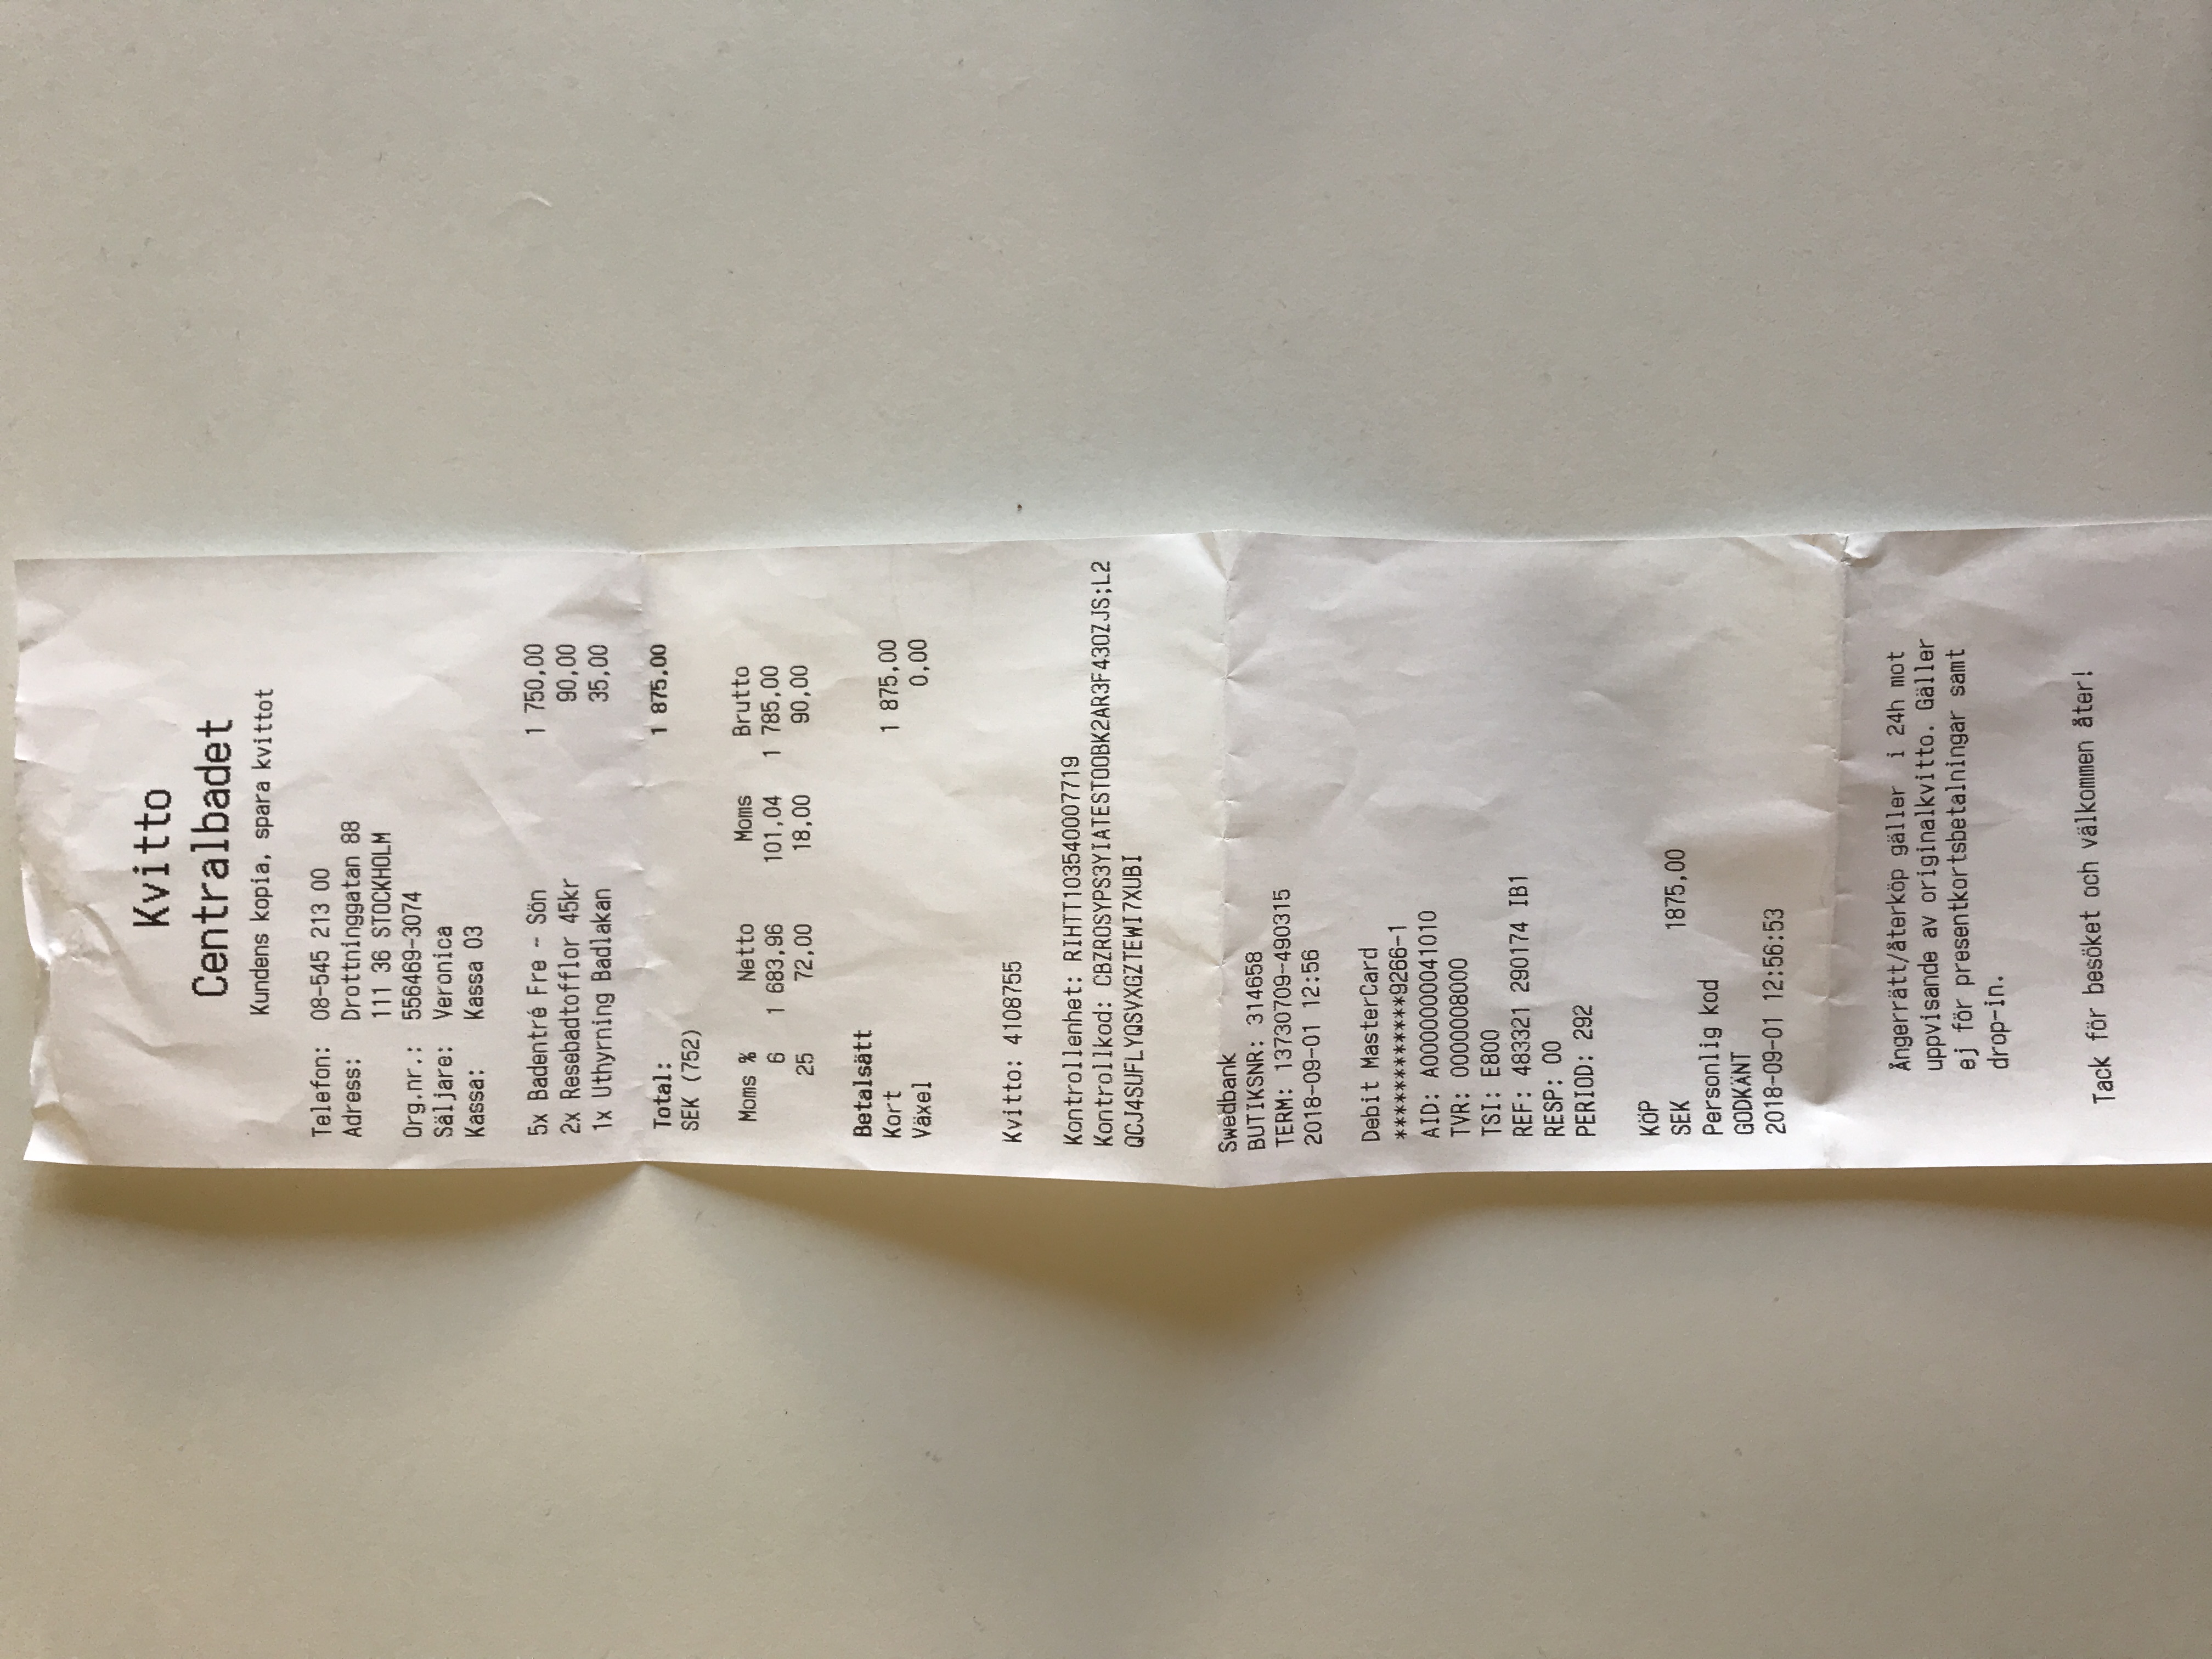 Kvitto
Centralbadet
Kundens kopia, spara kvittot
Telefon: 08-545 213 00
Adress: Drottninggatan 88
111 36 STOCKHOLM
Org.nr.: 556469-3074
Säljare: Veronica
Kassa: Kassa 03
5x Badentré Fre - Sön 1 750,00
2x Resebadtofflor 45kr 90,00
1x Uthyrning Badlakan 35,00
Total: 1 875,00
SEK (752)
Moms % Netto Moms Brutto
6 1 683,96 101,04 1 785,00
25 72,00 18,00 90,00
Betalsätt
Kort 1 875,00
Växel 0,00
Kvitto: 4108755
Kontrollenhet: RIHTT103540007719
Kontrollkod: CBZROSYPS3YIATESTOOBK2AR3F43OZJS;L2
QCJ4SUFLYQSVXGZTEWI7XUBI
Swedbank
BUTIKSNR: 314658
TERM: 13730709-490315
2018-09-01 12:56
Debit MasterCard
************9266-1
AID: A0000000041010
TVR: 0000008000
TSI: E800
REF: 483321 290174 IB1
RESP: 00
PERIOD: 292
KÖP
SEK 1875,00
Personlig kod
GODKÄNT
2018-09-01 12:56:53
Ångerrätt/återköp gäller i 24h mot
uppvisande av originalkvitto. Gäller
ej för presentkortsbetalningar samt
drop-in.
Tack för besöket och välkommen åter!